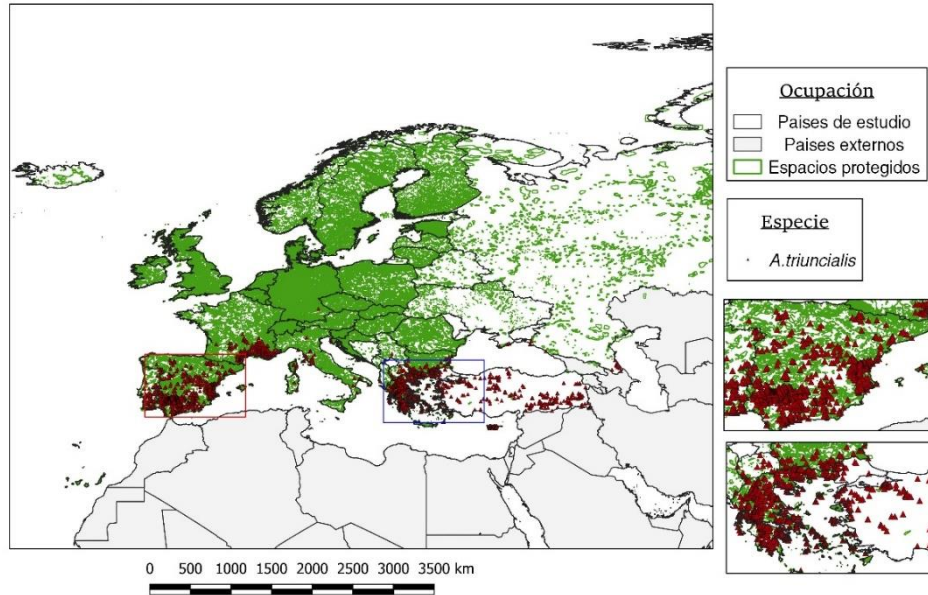 Ocupación
Paises de estudio
Paises externos
Espacios protegidos
Especie
A.triuncialis
0 500 1000 1500 2000 2500 3000 3500 km